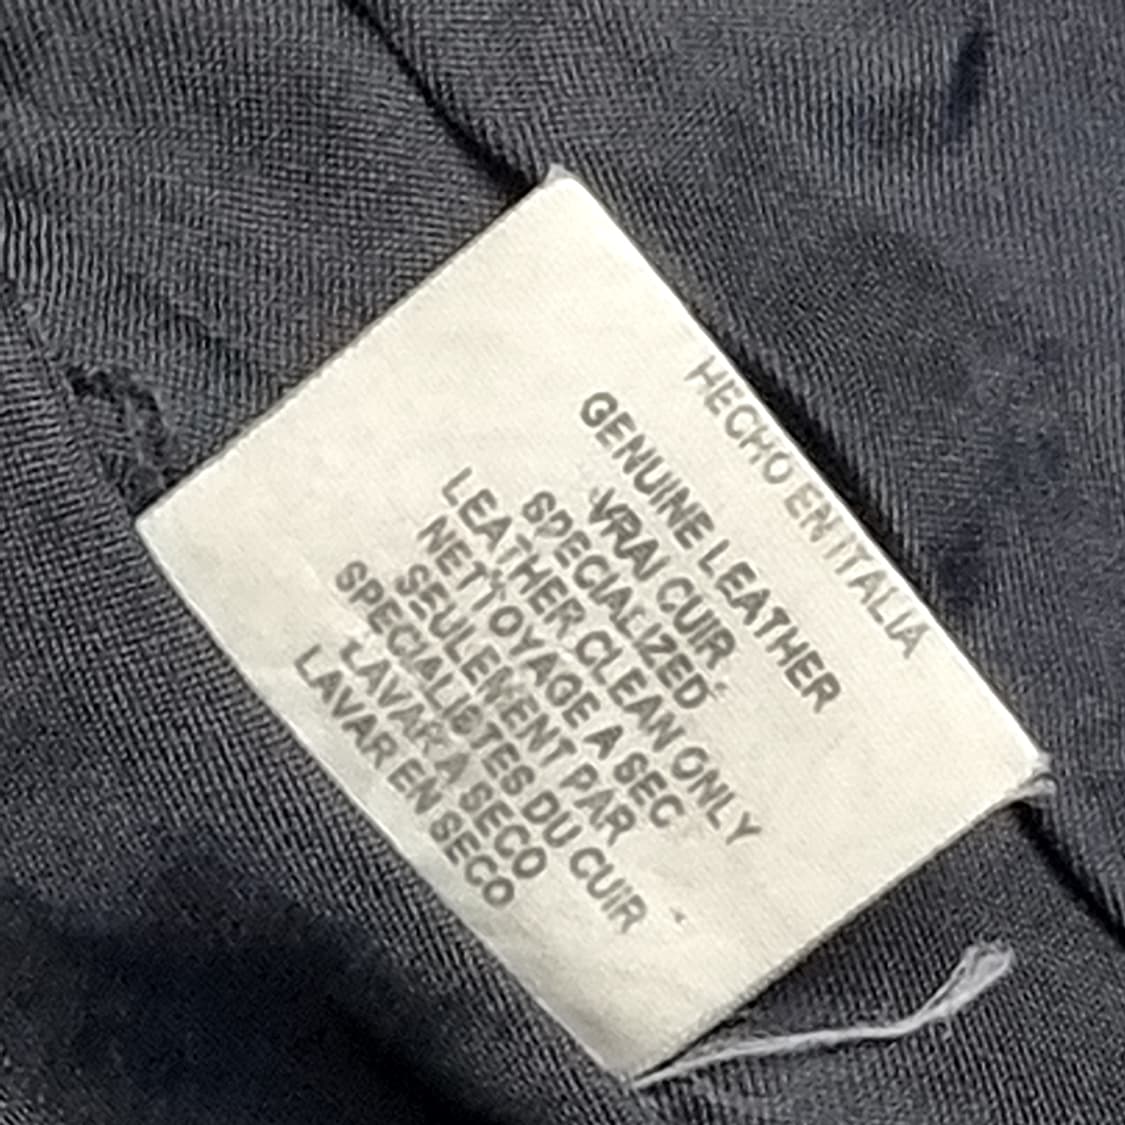 HECHO EN ITALIA
GENUINE LEATHER
VRAI CUIR
SPECIALIZED
LEATHER CLEAN ONLY
NETTOYAGE A SEC
SEULEMENT PAR
SPECIALISTES DU CUIR
LAVAR A SECO
LAVAR EN SECO